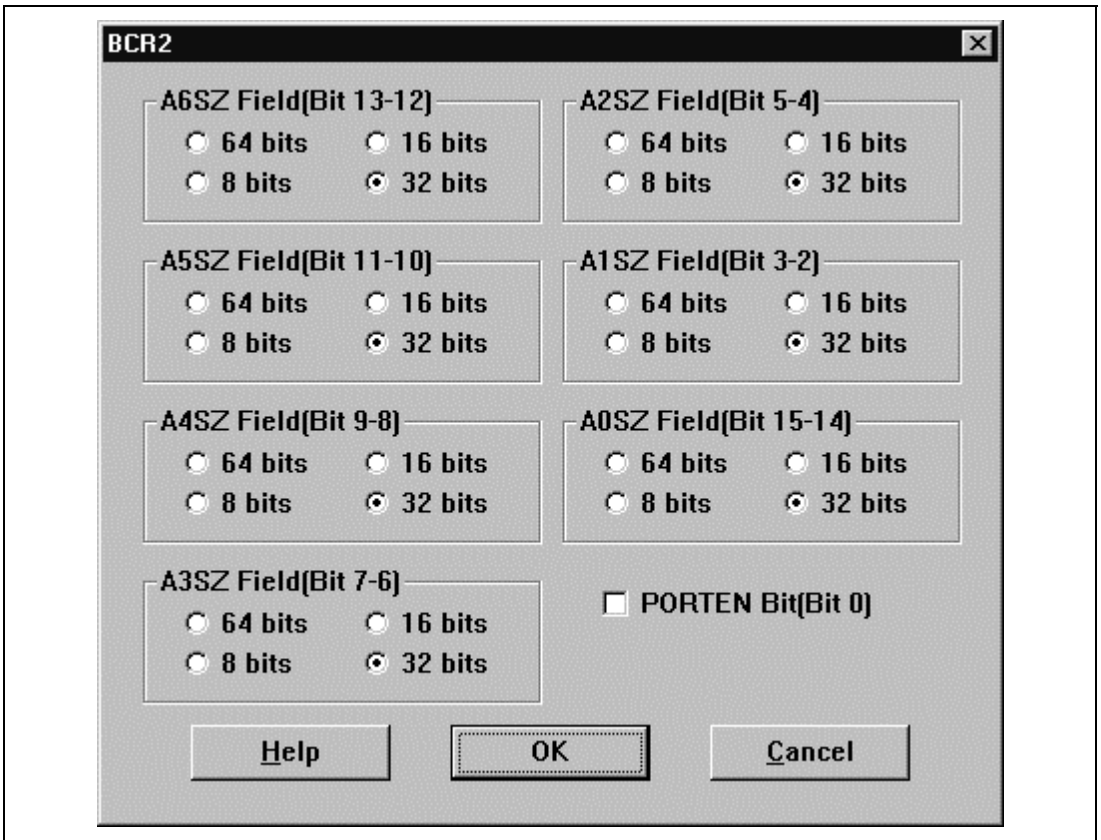 BCR2
A6SZ Field(Bit 13-12)
64 bits
16 bits
8 bits
32 bits
A2SZ Field(Bit 5-4)
64 bits
16 bits
8 bits
32 bits
A5SZ Field(Bit 11-10)
64 bits
16 bits
8 bits
32 bits
A1SZ Field(Bit 3-2)
64 bits
16 bits
8 bits
32 bits
A4SZ Field(Bit 9-8)
64 bits
16 bits
8 bits
32 bits
A0SZ Field(Bit 15-14)
64 bits
16 bits
8 bits
32 bits
A3SZ Field(Bit 7-6)
64 bits
16 bits
8 bits
32 bits
PORTEN Bit(Bit 0)
Help
OK
Cancel